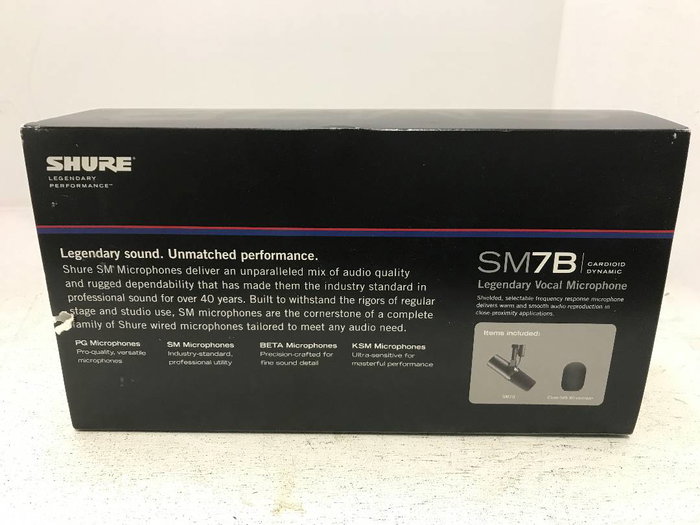 SHURE
LEGENDARY
PERFORMANCE™
Legendary sound. Unmatched performance.
Shure SM® Microphones deliver an unparalleled mix of audio quality
and rugged dependability that has made them the industry standard in
professional sound for over 40 years. Built to withstand the rigors of regular
stage and studio use, SM microphones are the cornerstone of a complete
family of Shure wired microphones tailored to meet any audio need.
PG Microphones
Pro-quality, versatile
microphones
SM Microphones
Industry-standard,
professional utility
BETA Microphones
Precision-crafted for
fine sound detail
KSM Microphones
Ultra-sensitive for
masterful performance
SM7B CARDIOID
DYNAMIC
Legendary Vocal Microphone
Shielded, selectable frequency response microphone
delivers warm and smooth audio reproduction in
close proximity applications.
Items included:
SM7B